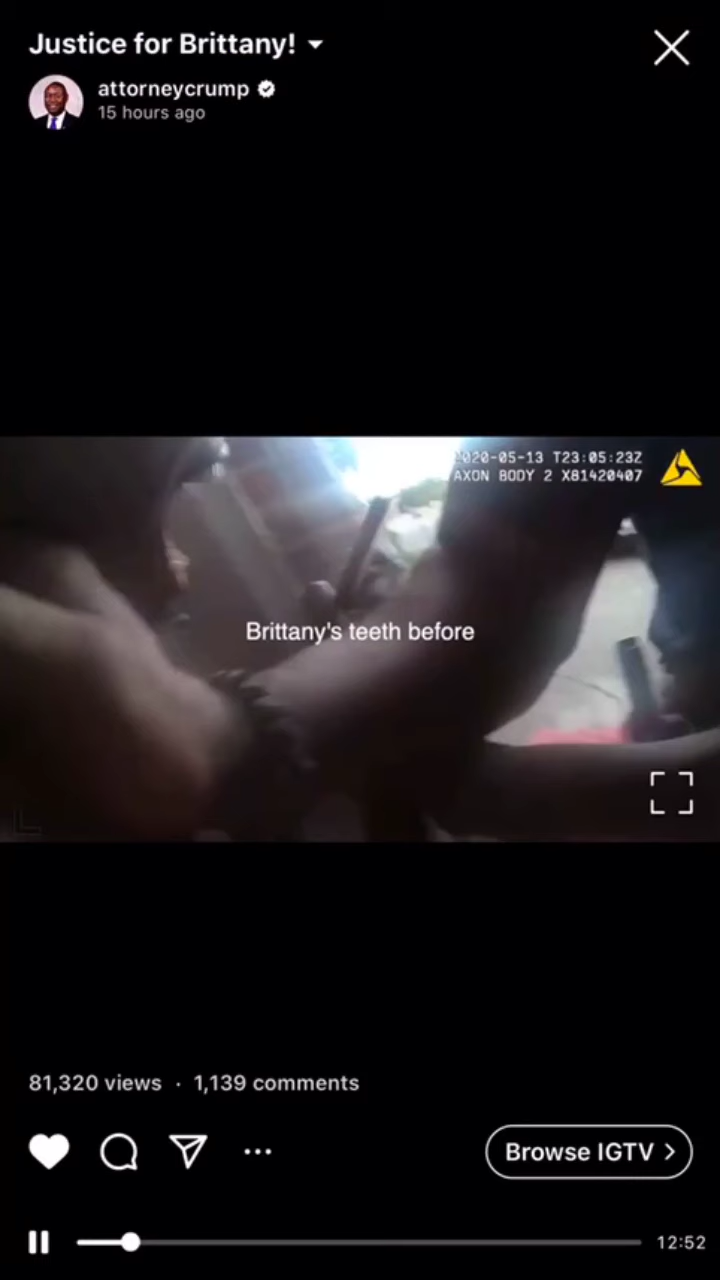 Justice for Brittany!
attorneycrump
15 hours ago
2020-05-13 T23:05:23Z
AXON BODY 2 X81420407
Brittany's teeth before
81,320 views · 1,139 comments
Browse IGTV >
12:52